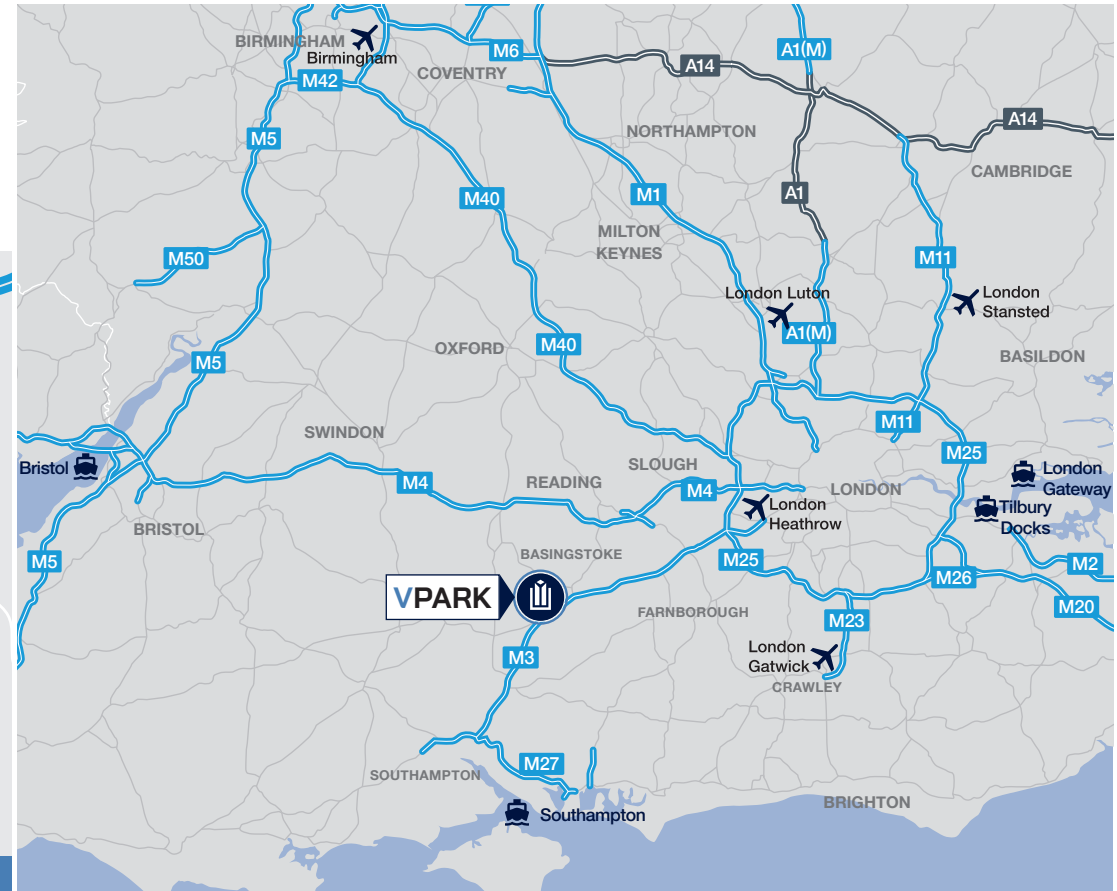 BIRMINGHAM
Birmingham
M6
A1(M)
COVENTRY
A14
M42
A14
M5
NORTHAMPTON
CAMBRIDGE
M40
M1
A1
MILTON
KEYNES
M50
M11
London Luton
London
Stansted
A1(M)
M5
OXFORD
M40
BASILDON
M11
SWINDON
M25
Bristol
SLOUGH
London
Gateway
M4
READING
M4
LONDON
London
Heathrow
Tilbury
Docks
BRISTOL
BASINGSTOKE
M5
M25
M2
M26
VPARK
FARNBOROUGH
M20
M23
M3
London
Gatwick
CRAWLEY
M27
SOUTHAMPTON
BRIGHTON
Southampton